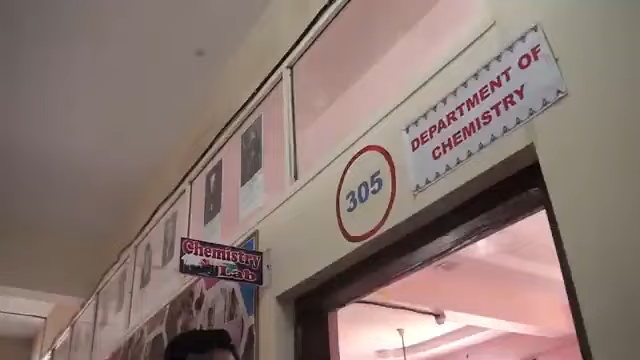 DEPARTMENT OF
CHEMISTRY
305
Chemistry
Lab